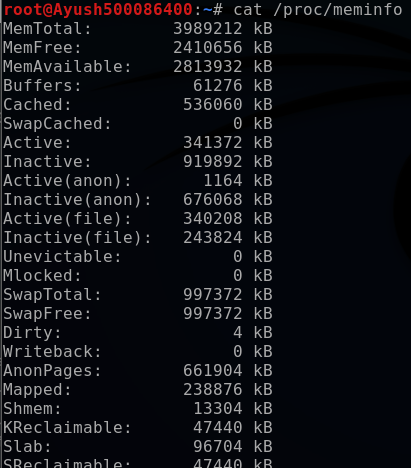 root@Ayush500086400:~# cat /proc/meminfo
MemTotal:        3989212 kB
MemFree:         2410656 kB
MemAvailable:    2813932 kB
Buffers:           61276 kB
Cached:           536060 kB
SwapCached:            0 kB
Active:           341372 kB
Inactive:         919892 kB
Active(anon):       1164 kB
Inactive(anon):   676068 kB
Active(file):     340208 kB
Inactive(file):   243824 kB
Unevictable:           0 kB
Mlocked:               0 kB
SwapTotal:        997372 kB
SwapFree:         997372 kB
Dirty:                 4 kB
Writeback:             0 kB
AnonPages:        661904 kB
Mapped:           238876 kB
Shmem:             13304 kB
KReclaimable:      47440 kB
Slab:              96704 kB
SReclaimable:      47440 kB